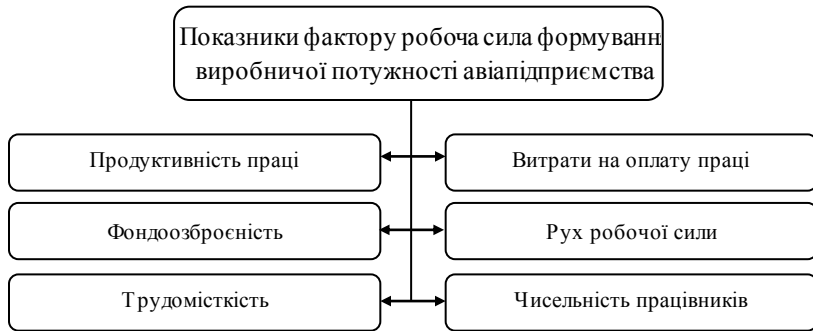 Показники фактору робоча сила формуванн
виробничої потужності авіапідприємства
Продуктивність праці
Витрати на оплату праці
Фондоозброєність
Рух робочої сили
Трудомісткість
Чисельність працівників